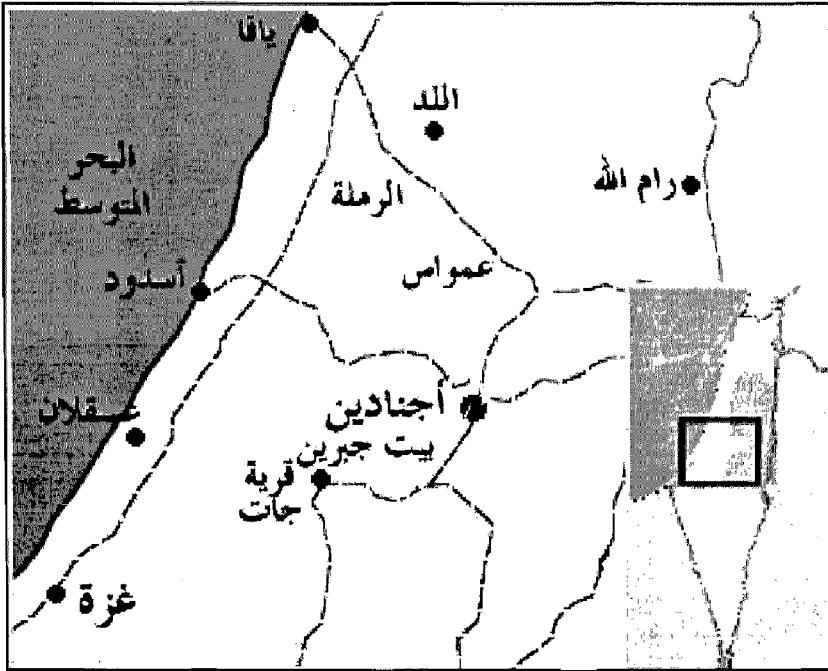 يافا
اللد
البحر
المتوسط
الرملة
رام الله
عمواس
أسدود
أجنادين
عسقلان
بيت جبرين
قرية
جات
غزة